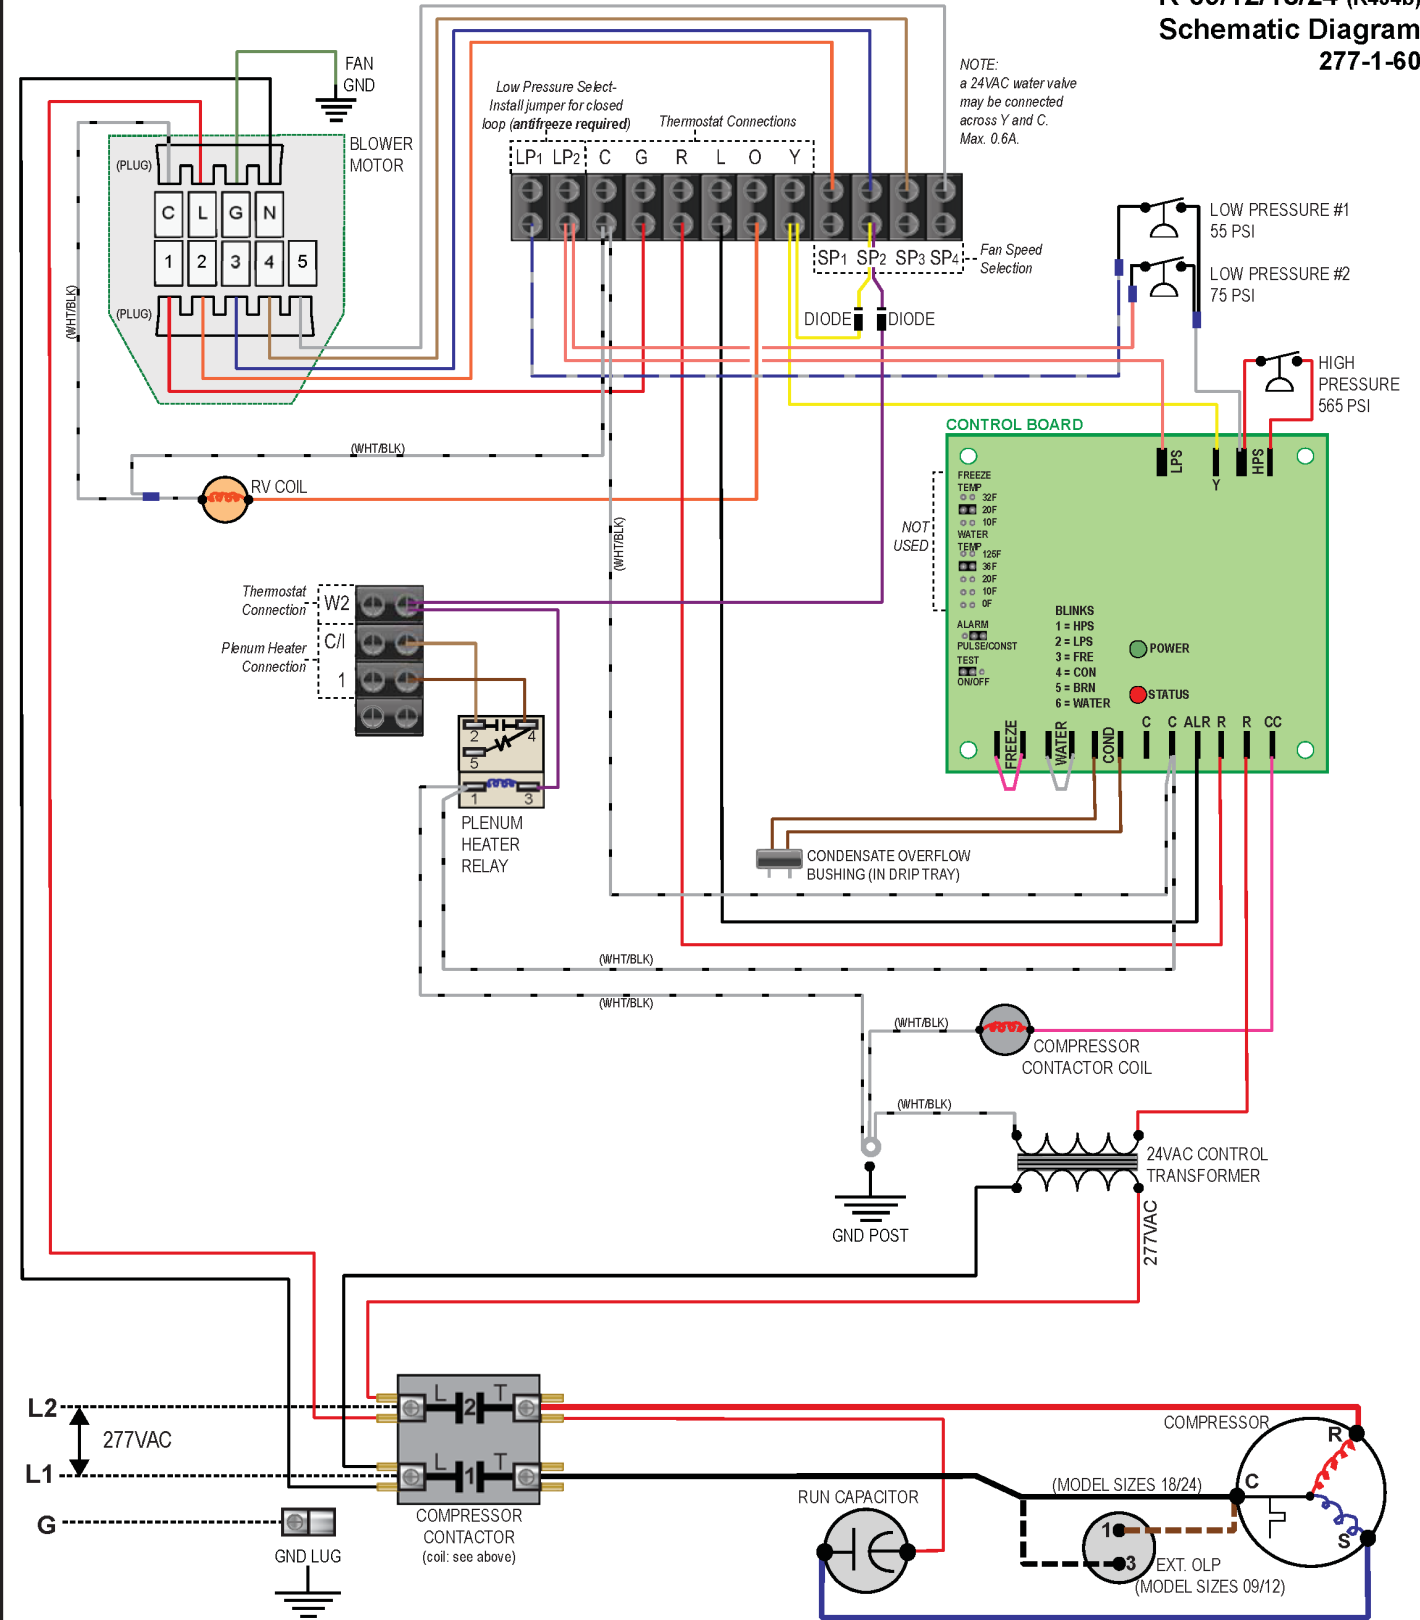 Schematic Diagram
277-1-60
FAN
GND
BLOWER
MOTOR
(PLUG)
C L G N
1 2 3 4 5
(PLUG)
(WHT/BLK)
Low Pressure Select-
Install jumper for closed
loop (antifreeze required)
Thermostat Connections
LP1 LP2 C G R L O Y
NOTE:
a 24VAC water valve
may be connected
across Y and C.
Max. 0.6A.
SP1 SP2 SP3 SP4
Fan Speed
Selection
DIODE DIODE
LOW PRESSURE #1
55 PSI
LOW PRESSURE #2
75 PSI
HIGH
PRESSURE
565 PSI
(WHT/BLK)
RV COIL
(WHT/BLK)
CONTROL BOARD
LPS
Y
HPS
FREEZE
TEMP
32F
20F
10F
WATER
TEMP
125F
36F
20F
10F
0F
NOT
USED
ALARM
PULSE/CONST
TEST
ON/OFF
BLINKS
1 = HPS
2 = LPS
3 = FRE
4 = CON
5 = BRN
6 = WATER
POWER
STATUS
FREEZE
WATER
COND
C C ALR R R CC
Thermostat
Connection
W2
Plenum Heater
Connection
C/I
1
2 4
5
1 3
PLENUM
HEATER
RELAY
CONDENSATE OVERFLOW
BUSHING (IN DRIP TRAY)
(WHT/BLK)
(WHT/BLK)
(WHT/BLK)
COMPRESSOR
CONTACTOR COIL
(WHT/BLK)
24VAC CONTROL
TRANSFORMER
GND POST
277VAC
L2
277VAC
L1
G
GND LUG
L 2 T
L 1 T
COMPRESSOR
CONTACTOR
(coil: see above)
RUN CAPACITOR
(MODEL SIZES 18/24)
COMPRESSOR
R
C
S
1
3
EXT. OLP
(MODEL SIZES 09/12)